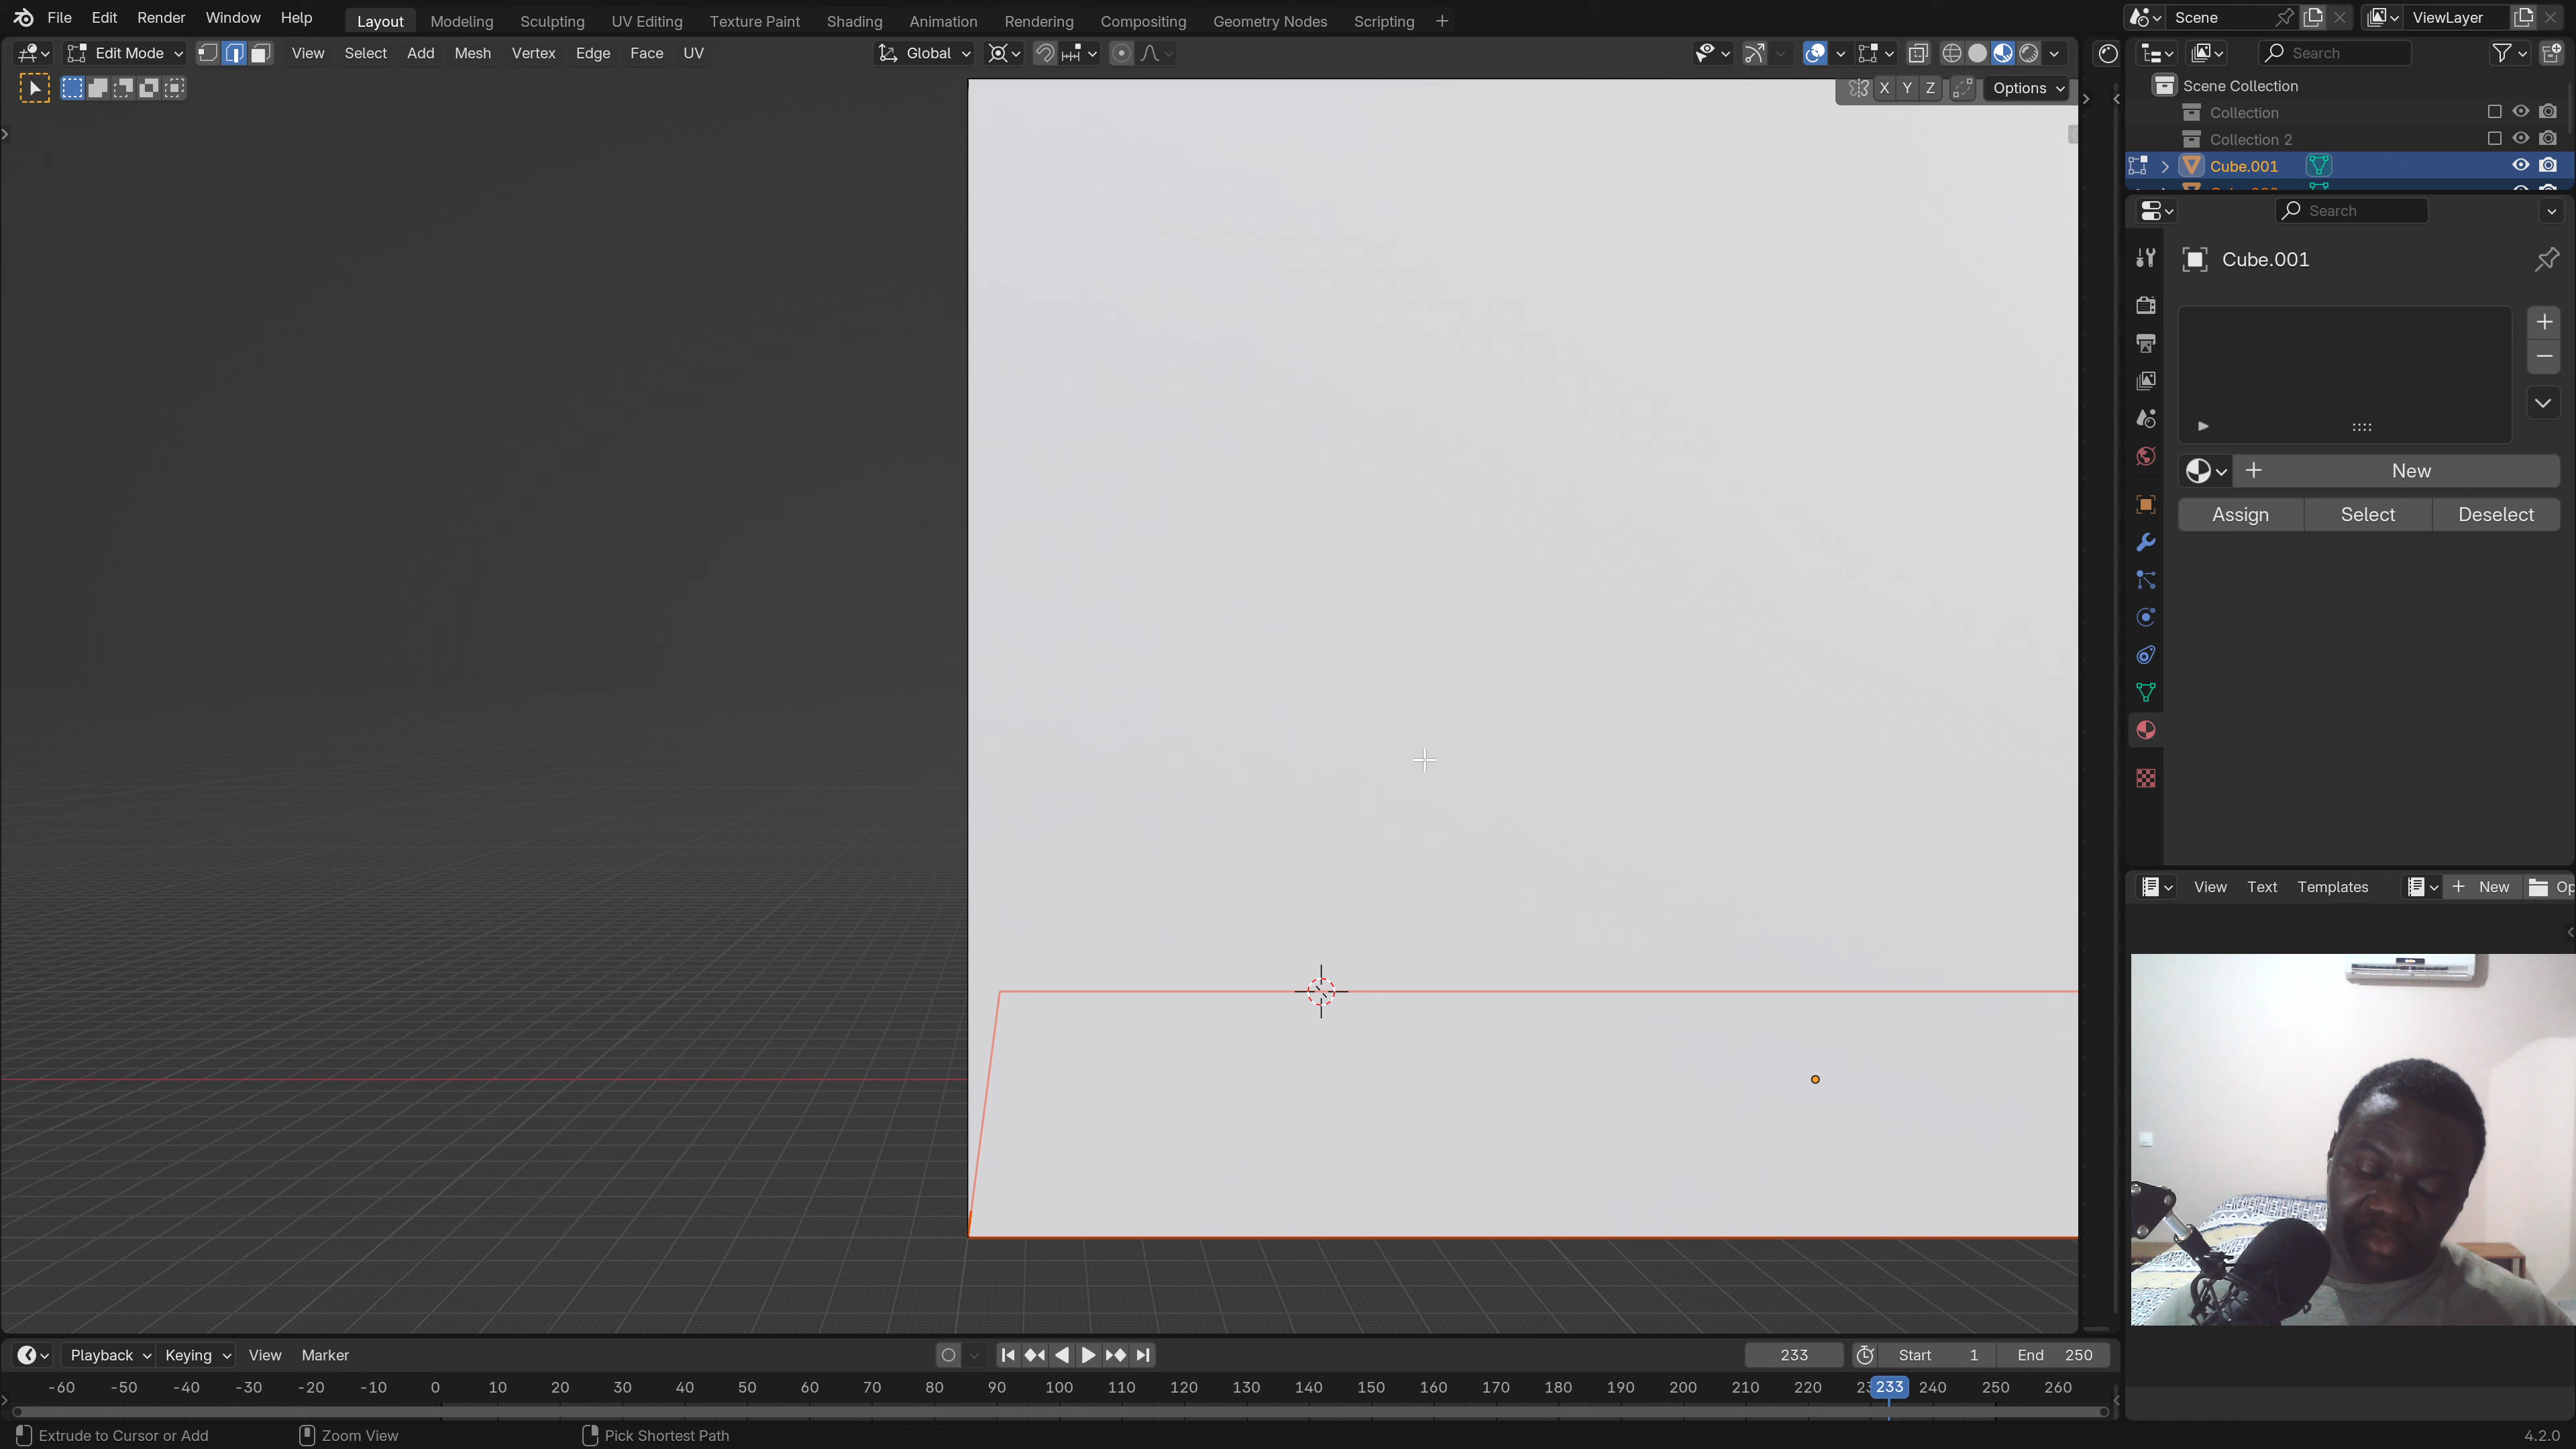 File Edit Render Window Help Layout Modeling Sculpting UV Editing Texture Paint Shading Animation Rendering Compositing Geometry Nodes Scripting + Scene ViewLayer
Edit Mode View Select Add Mesh Vertex Edge Face UV Global Search
X Y Z Options
Scene Collection
Collection
Collection 2
Cube.001
Search
Cube.001
New
Assign Select Deselect
View Text Templates New Op
Playback Keying View Marker 233 Start 1 End 250
-60 -50 -40 -30 -20 -10 0 10 20 30 40 50 60 70 80 90 100 110 120 130 140 150 160 170 180 190 200 210 220 233 240 250 260
Extrude to Cursor or Add Zoom View Pick Shortest Path 4.2.0